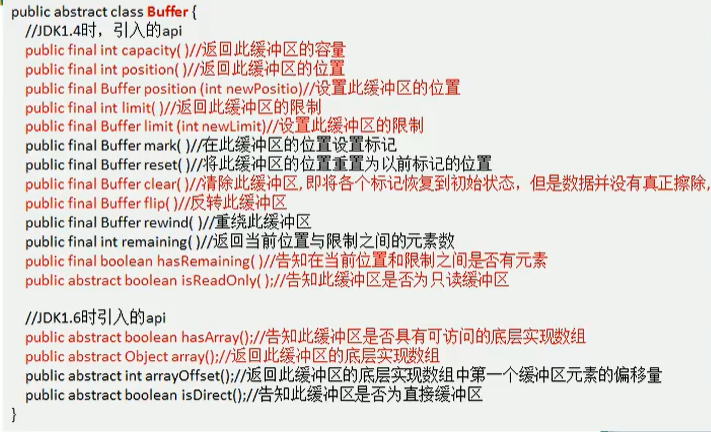 public abstract class Buffer {
//JDK1.4时，引入的api
public final int capacity( )//返回此缓冲区的容量
public final int position( )//返回此缓冲区的位置
public final Buffer position (int newPositio)//设置此缓冲区的位置
public final int limit( )//返回此缓冲区的限制
public final Buffer limit (int newLimit)//设置此缓冲区的限制
public final Buffer mark( )//在此缓冲区的位置设置标记
public final Buffer reset( )//将此缓冲区的位置重置为以前标记的位置
public final Buffer clear( )//清除此缓冲区, 即将各个标记恢复到初始状态，但是数据并没有真正擦除,
public final Buffer flip( )//反转此缓冲区
public final Buffer rewind( )//重绕此缓冲区
public final int remaining( )//返回当前位置与限制之间的元素数
public final boolean hasRemaining( )//告知在当前位置和限制之间是否有元素
public abstract boolean isReadOnly( );//告知此缓冲区是否为只读缓冲区
//JDK1.6时引入的api
public abstract boolean hasArray();//告知此缓冲区是否具有可访问的底层实现数组
public abstract Object array();//返回此缓冲区的底层实现数组
public abstract int arrayOffset();//返回此缓冲区的底层实现数组中第一个缓冲区元素的偏移量
public abstract boolean isDirect();//告知此缓冲区是否为直接缓冲区
}